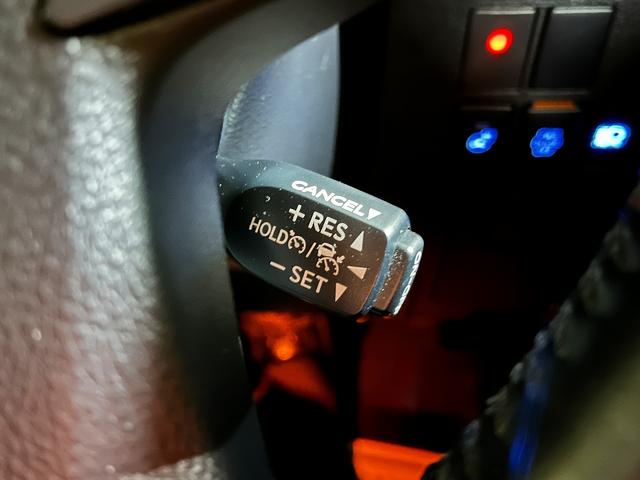 CANCEL▼
+ RES ▲
HOLD / ◄
− SET ▼